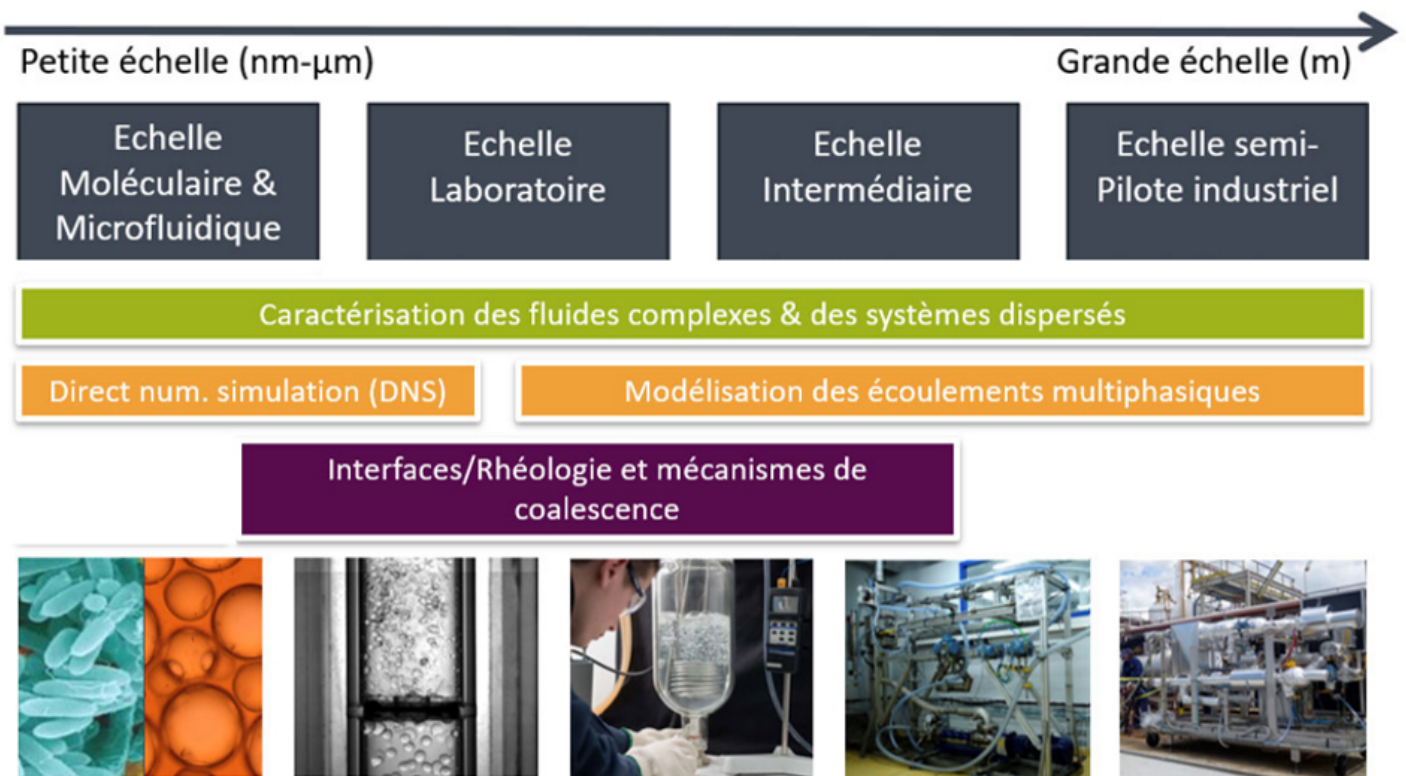 Petite échelle (nm-µm)
Grande échelle (m)
Echelle
Moléculaire &
Microfluidique
Echelle
Laboratoire
Echelle
Intermédiaire
Echelle semi-
Pilote industriel
Caractérisation des fluides complexes & des systèmes dispersés
Direct num. simulation (DNS)
Modélisation des écoulements multiphasiques
Interfaces/Rhéologie et mécanismes de
coalescence